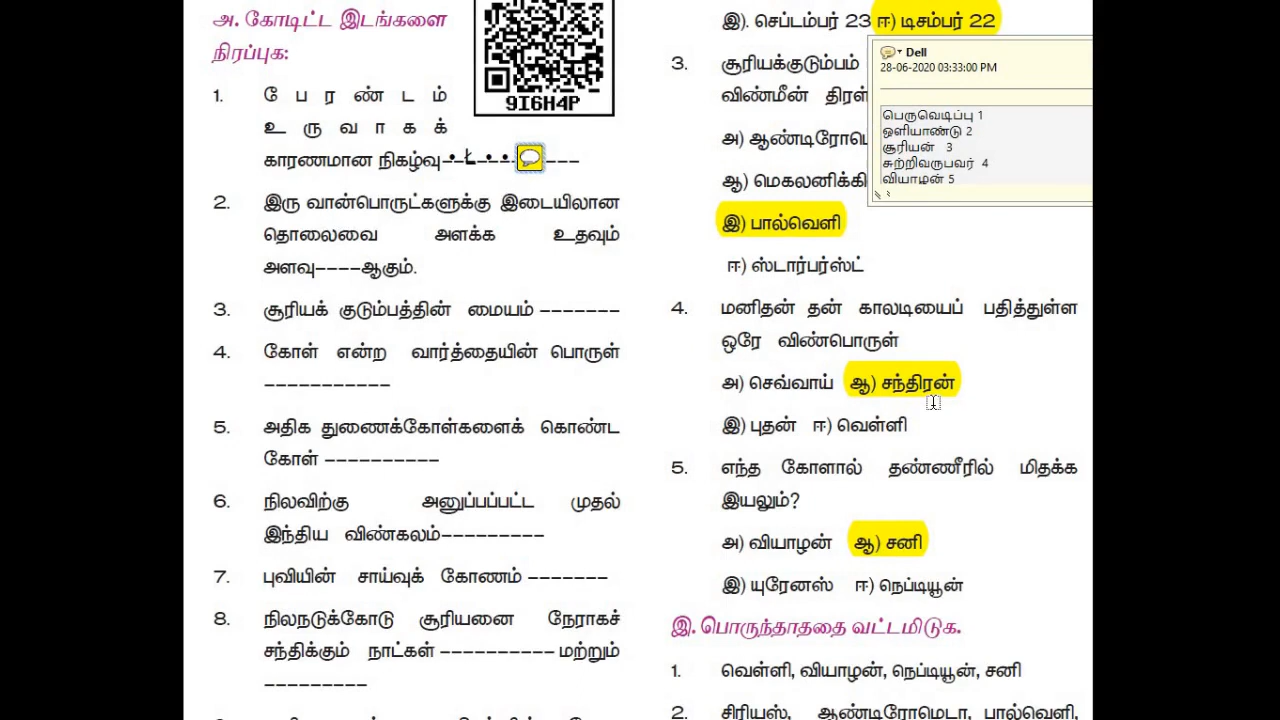 அ. கோடிட்ட இடங்களை
நிரப்புக:
9I6H4P
1. பேரண்டம்
உருவாகக்
காரணமான நிகழ்வு---------
2. இரு வான்பொருட்களுக்கு இடையிலான
தொலைவை அளக்க உதவும்
அளவு----ஆகும்.
3. சூரியக் குடும்பத்தின் மையம் -------
4. கோள் என்ற வார்த்தையின் பொருள்
-----------
5. அதிக துணைக்கோள்களைக் கொண்ட
கோள் ----------
6. நிலவிற்கு அனுப்பப்பட்ட முதல்
இந்திய விண்கலம்---------
7. புவியின் சாய்வுக் கோணம் -------
8. நிலநடுக்கோடு சூரியனை நேராகச்
சந்திக்கும் நாட்கள் ---------- மற்றும்
---------
இ). செப்டம்பர் 23 ஈ) டிசம்பர் 22
3. சூரியக்குடும்பம்
விண்மீன் திரள்
அ) ஆண்டிரோமெ
ஆ) மெகலனிக்கி
இ) பால்வெளி
ஈ) ஸ்டார்பர்ஸ்ட்
4. மனிதன் தன் காலடியைப் பதித்துள்ள
ஒரே விண்பொருள்
அ) செவ்வாய் ஆ) சந்திரன்
இ) புதன் ஈ) வெள்ளி
5. எந்த கோளால் தண்ணீரில் மிதக்க
இயலும்?
அ) வியாழன் ஆ) சனி
இ) யுரேனஸ் ஈ) நெப்டியூன்
இ. பொருந்தாததை வட்டமிடுக.
1. வெள்ளி, வியாழன், நெப்டியூன், சனி
2. சிரியஸ், ஆண்டிரோமெடா, பால்வெளி,
Dell
28-06-2020 03:33:00 PM
பெருவெடிப்பு 1
ஒளியாண்டு 2
சூரியன் 3
சுற்றிவருபவர் 4
வியாழன் 5